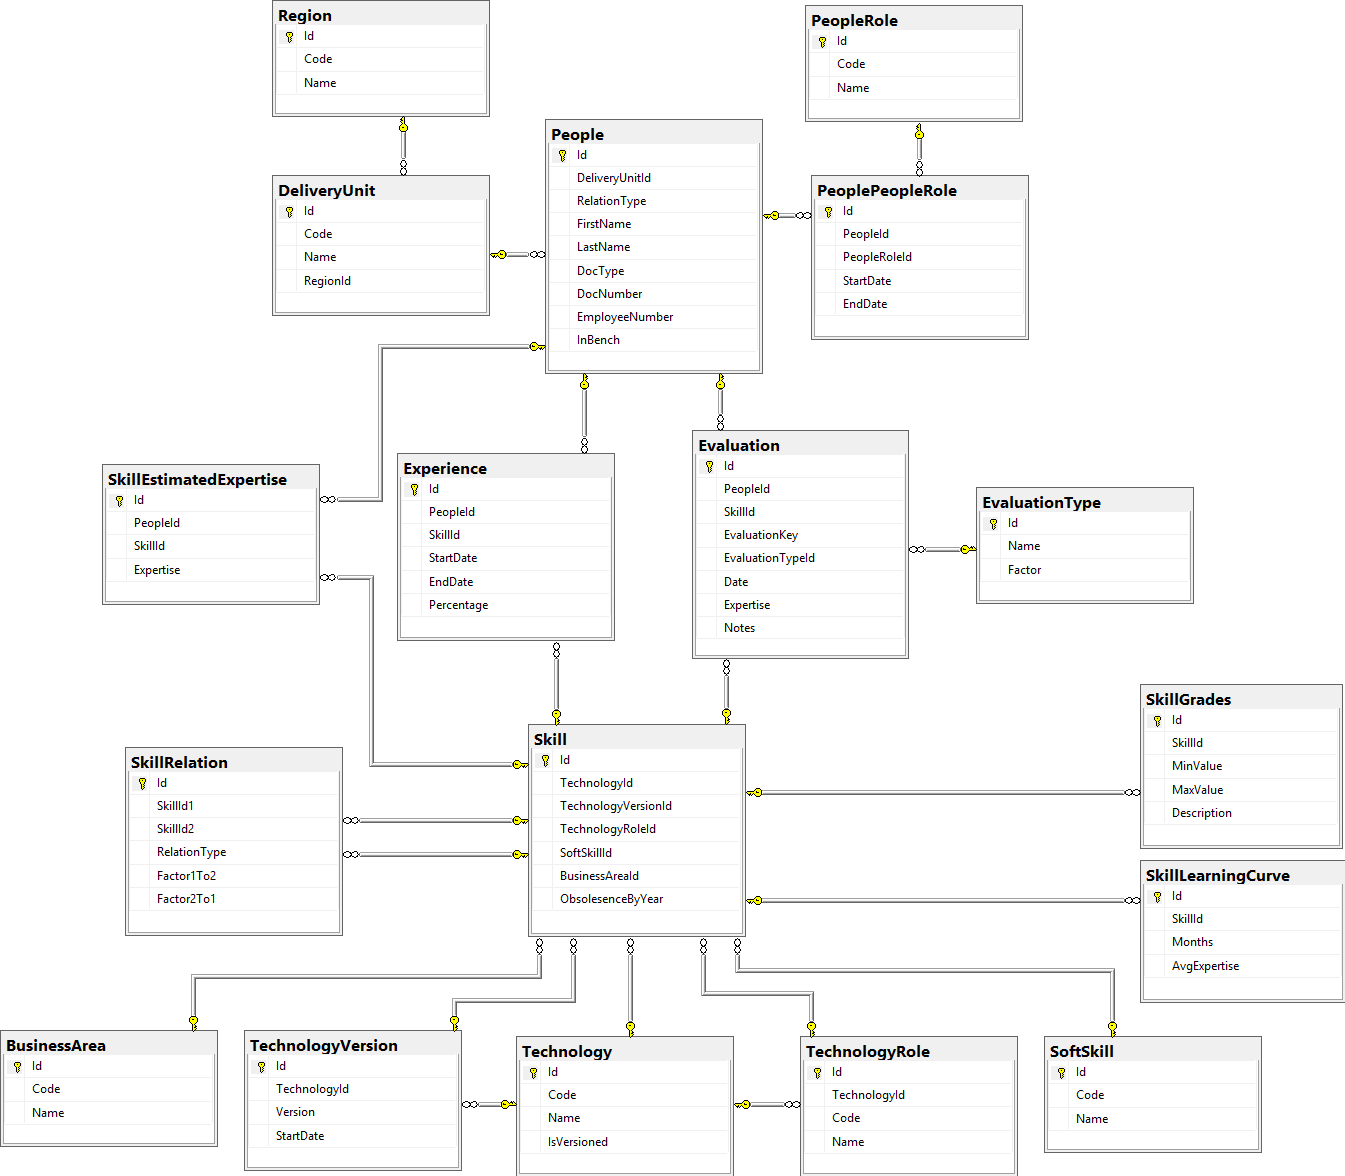 Region
Id
Code
Name
PeopleRole
Id
Code
Name
People
Id
DeliveryUnitId
RelationType
FirstName
LastName
DocType
DocNumber
EmployeeNumber
InBench
DeliveryUnit
Id
Code
Name
RegionId
PeoplePeopleRole
Id
PeopleId
PeopleRoleId
StartDate
EndDate
SkillEstimatedExpertise
Id
PeopleId
SkillId
Expertise
Experience
Id
PeopleId
SkillId
StartDate
EndDate
Percentage
Evaluation
Id
PeopleId
SkillId
EvaluationKey
EvaluationTypeId
Date
Expertise
Notes
EvaluationType
Id
Name
Factor
SkillRelation
Id
SkillId1
SkillId2
RelationType
Factor1To2
Factor2To1
Skill
Id
TechnologyId
TechnologyVersionId
TechnologyRoleId
SoftSkillId
BusinessAreaId
ObsolesenceByYear
SkillGrades
Id
SkillId
MinValue
MaxValue
Description
SkillLearningCurve
Id
SkillId
Months
AvgExpertise
BusinessArea
Id
Code
Name
TechnologyVersion
Id
TechnologyId
Version
StartDate
Technology
Id
Code
Name
IsVersioned
TechnologyRole
Id
TechnologyId
Code
Name
SoftSkill
Id
Code
Name